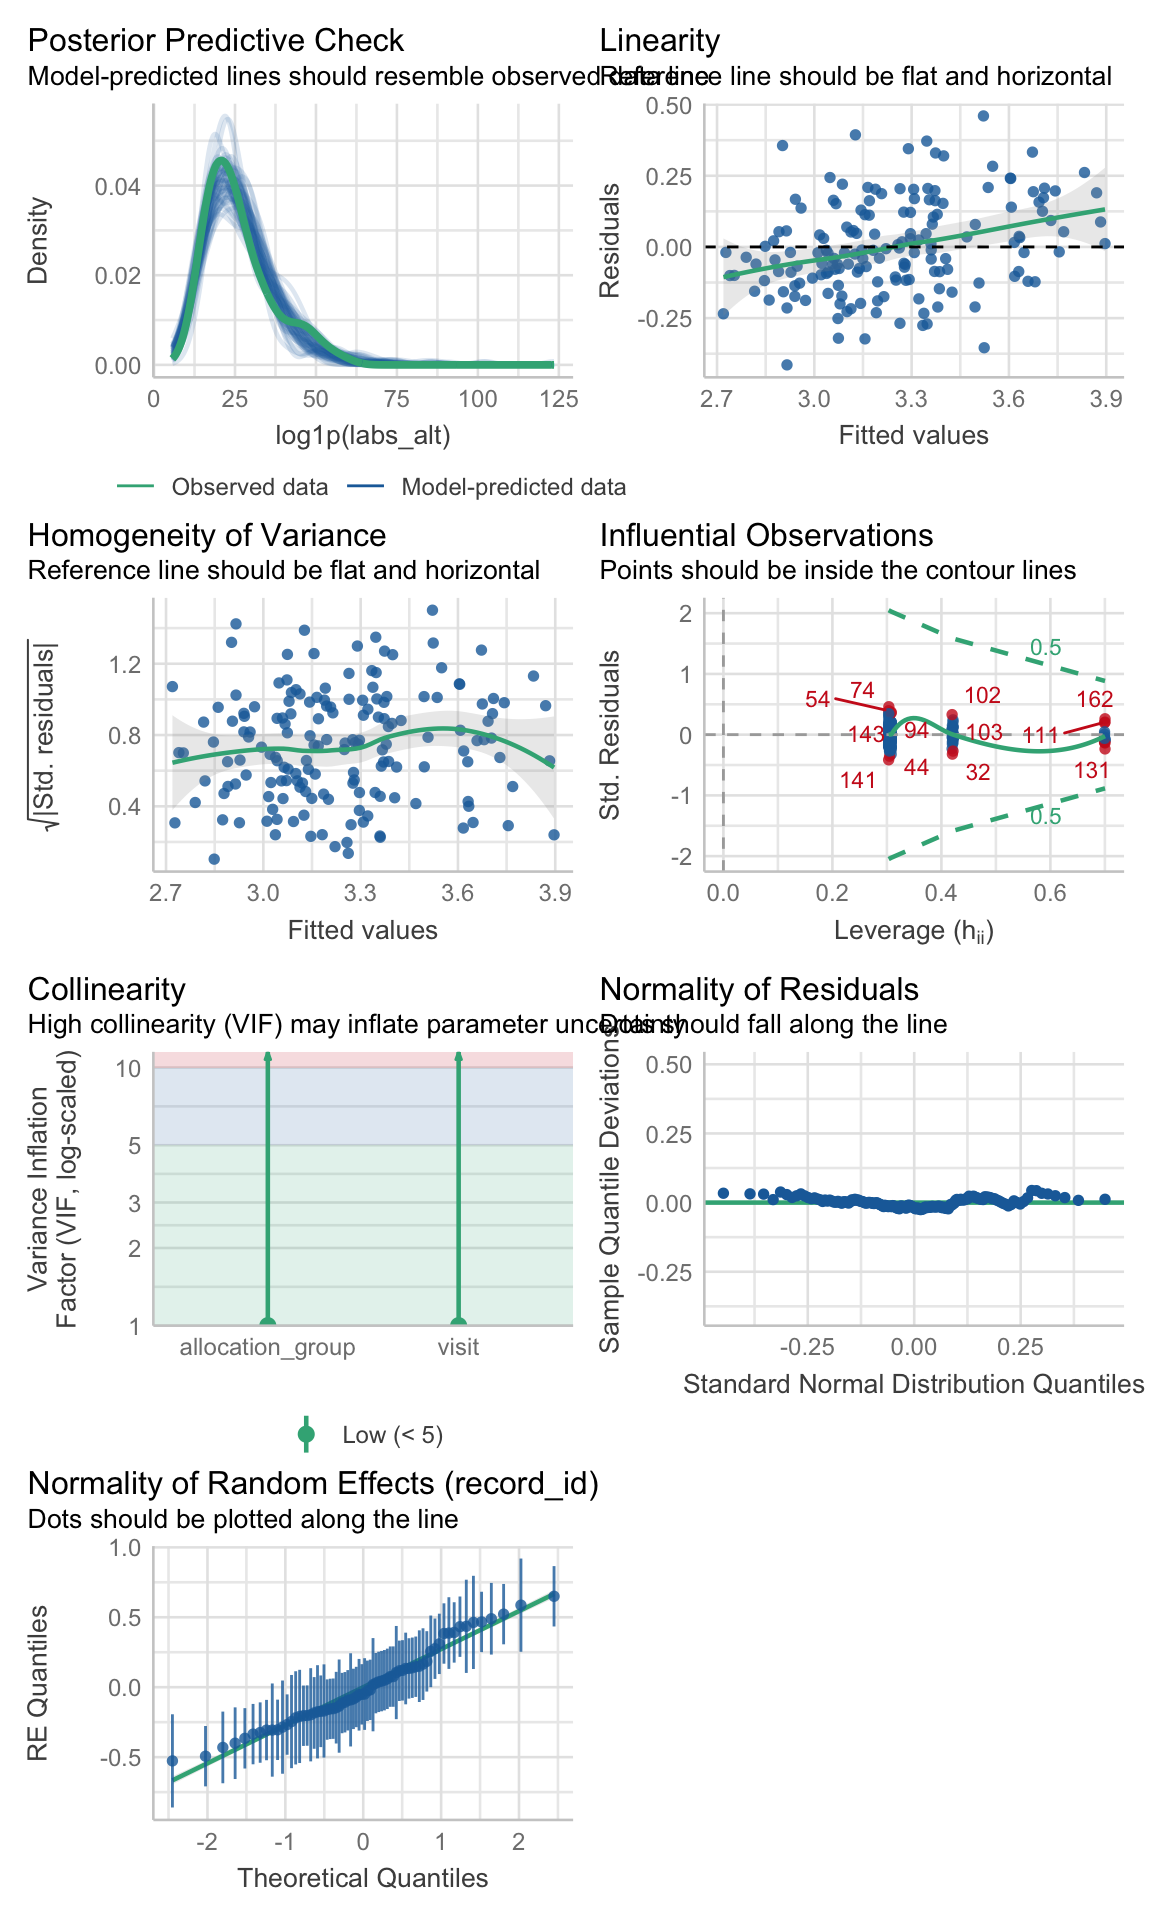 Posterior Predictive Check
Model-predicted lines should resemble observed data line
Density
0.04
0.02
0.00
0
25
50
75
100
125
log1p(labs_alt)
Observed data
Model-predicted data
Linearity
Reference line should be flat and horizontal
Residuals
0.50
0.25
0.00
-0.25
2.7
3.0
3.3
3.6
3.9
Fitted values
Homogeneity of Variance
Reference line should be flat and horizontal
√|Std. residuals|
1.2
0.8
0.4
2.7
3.0
3.3
3.6
3.9
Fitted values
Influential Observations
Points should be inside the contour lines
Std. Residuals
2
1
0
-1
-2
0.5
54
74
102
162
143
94
103
111
141
44
32
131
0.5
0.0
0.2
0.4
0.6
Leverage (hii)
Collinearity
High collinearity (VIF) may inflate parameter uncertainty
Variance Inflation
Factor (VIF, log-scaled)
10
5
3
2
1
allocation_group
visit
Low (< 5)
Normality of Residuals
Dots should fall along the line
Sample Quantile Deviations
0.50
0.25
0.00
-0.25
-0.25
0.00
0.25
Standard Normal Distribution Quantiles
Normality of Random Effects (record_id)
Dots should be plotted along the line
RE Quantiles
1.0
0.5
0.0
-0.5
-2
-1
0
1
2
Theoretical Quantiles